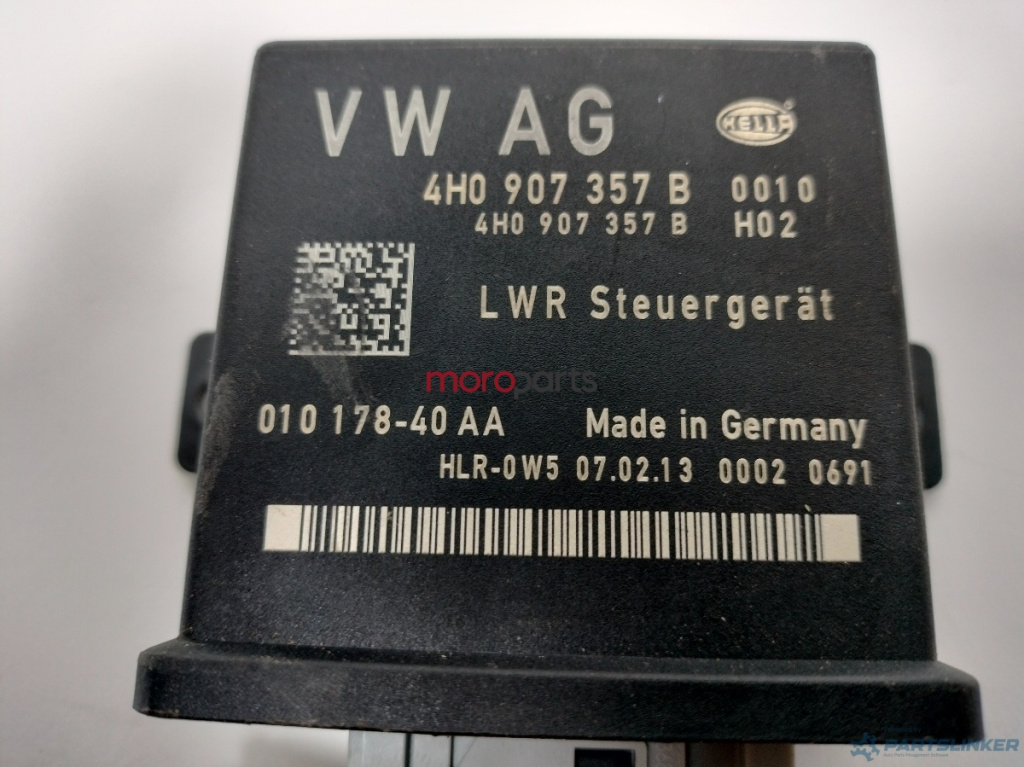 VW AG HELLA
4H0 907 357 B 0010
4H0 907 357 B H02
LWR Steuergerät
moroparts
010 178-40 AA Made in Germany
HLR-0W5 07.02.13 0002 0691
PARTSLINKER